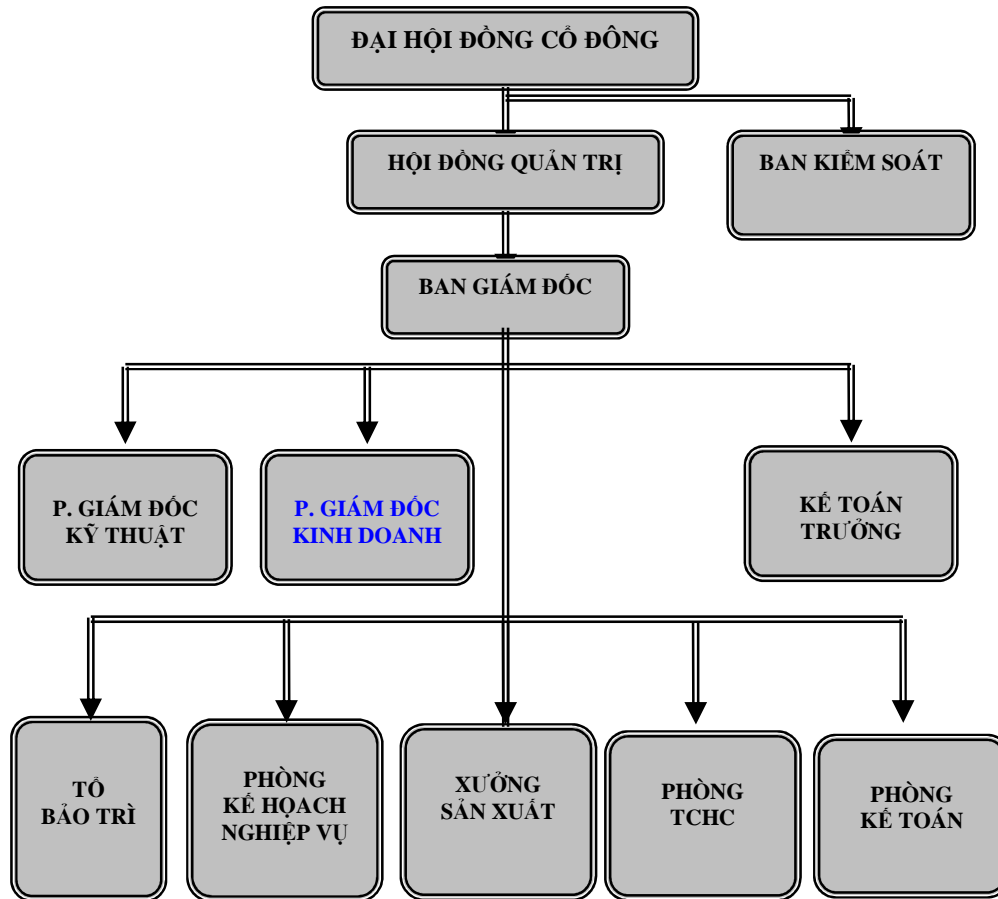 ĐẠI HỘI ĐỒNG CỔ ĐÔNG
HỘI ĐỒNG QUẢN TRỊ
BAN KIỂM SOÁT
BAN GIÁM ĐỐC
P. GIÁM ĐỐC
KỸ THUẬT
P. GIÁM ĐỐC
KINH DOANH
KẾ TOÁN
TRƯỞNG
TỔ
BẢO TRÌ
PHÒNG
KẾ HỌACH
NGHIỆP VỤ
XƯỞNG
SẢN XUẤT
PHÒNG
TCHC
PHÒNG
KẾ TOÁN